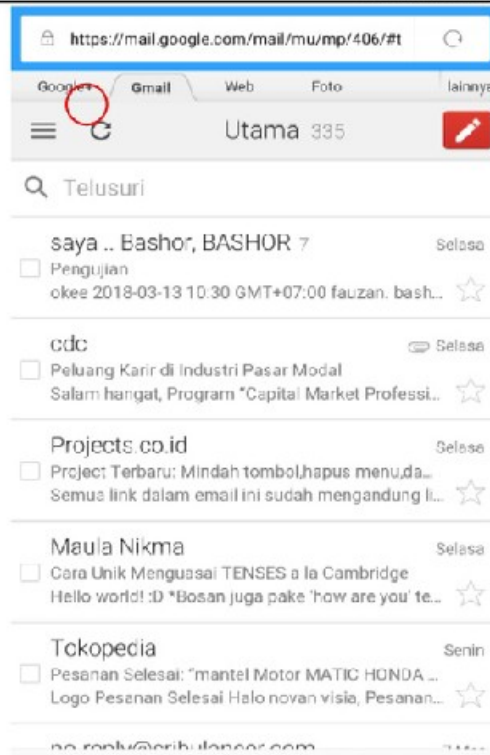 https://mail.google.com/mail/mu/mp/406/#t
Google+ Gmail Web Foto lainnya
Utama 335
Telusuri
saya .. Bashor, BASHOR 7 Selasa
Pengujian
okee 2018-03-13 10:30 GMT+07:00 fauzan. bash...
cdc Selasa
Peluang Karir di Industri Pasar Modal
Salam hangat, Program "Capital Market Professi...
Projects.co.id Selasa
Project Terbaru: Mindah tombol,hapus menu,da...
Semua link dalam email ini sudah mengandung li...
Maula Nikma Selasa
Cara Unik Menguasai TENSES a la Cambridge
Hello world! :D *Bosan juga pake 'how are you' te...
Tokopedia Senin
Pesanan Selesai: "mantel Motor MATIC HONDA ...
Logo Pesanan Selesai Halo novan visia, Pesanan...